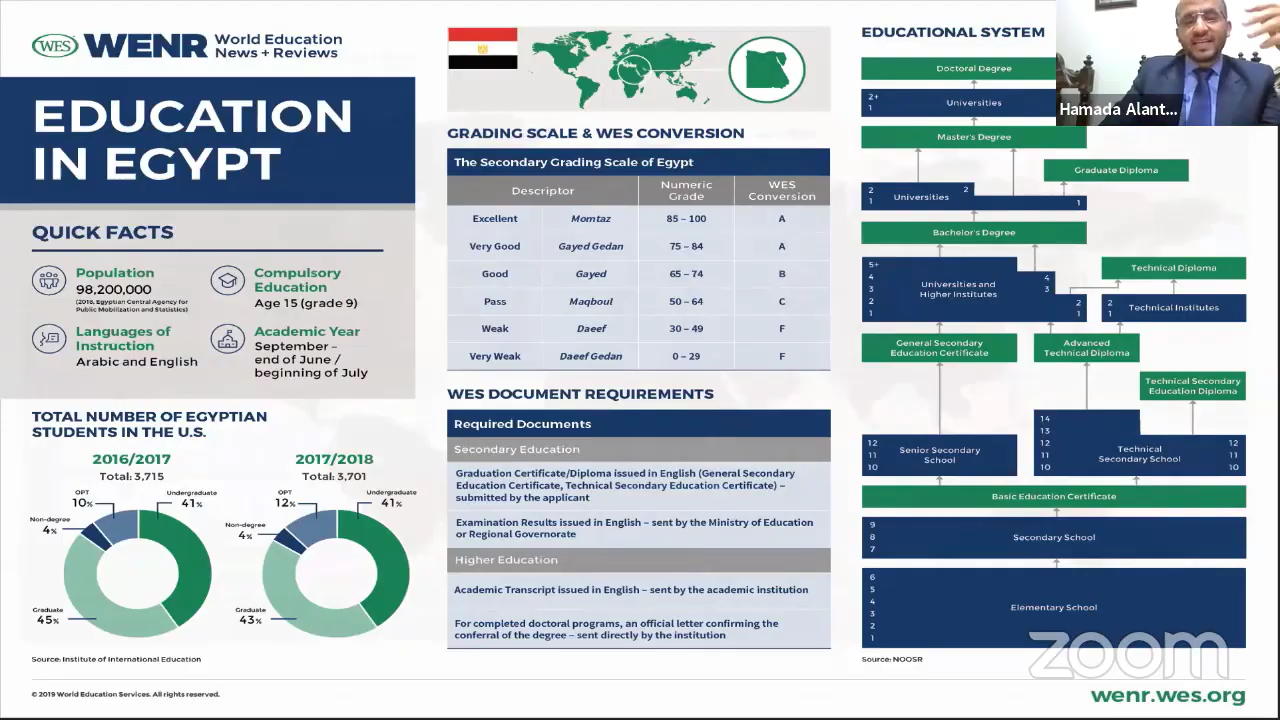 WES WENR World Education
News + Reviews
EDUCATION
IN EGYPT
QUICK FACTS
Population
98,200,000
(2018, Egyptian Central Agency for
Public Mobilization and Statistics)
Compulsory
Education
Age 15 (grade 9)
Languages of
Instruction
Arabic and English
Academic Year
September –
end of June /
beginning of July
TOTAL NUMBER OF EGYPTIAN
STUDENTS IN THE U.S.
2016/2017
Total: 3,715
OPT
10%
Undergraduate
41%
Non-degree
4%
Graduate
45%
2017/2018
Total: 3,701
OPT
12%
Undergraduate
41%
Non-degree
4%
Graduate
43%
Source: Institute of International Education
© 2019 World Education Services. All rights reserved.
GRADING SCALE & WES CONVERSION
The Secondary Grading Scale of Egypt
Descriptor
Numeric
Grade
WES
Conversion
Excellent Momtaz 85 – 100 A
Very Good Gayed Gedan 75 – 84 A
Good Gayed 65 – 74 B
Pass Maqboul 50 – 64 C
Weak Daeef 30 – 49 F
Very Weak Daeef Gedan 0 – 29 F
WES DOCUMENT REQUIREMENTS
Required Documents
Secondary Education
Graduation Certificate/Diploma issued in English (General Secondary
Education Certificate, Technical Secondary Education Certificate) –
submitted by the applicant
Examination Results issued in English – sent by the Ministry of Education
or Regional Governorate
Higher Education
Academic Transcript issued in English – sent by the academic institution
For completed doctoral programs, an official letter confirming the
conferral of the degree – sent directly by the institution
EDUCATIONAL SYSTEM
Hamada Alant...
Doctoral Degree
2+
1
Universities
Master's Degree
Graduate Diploma
2
1
Universities
2
1
Bachelor's Degree
5+
4
3
2
1
Universities and
Higher Institutes
4
3
2
1
Technical Diploma
2
1
Technical Institutes
General Secondary
Education Certificate
Advanced
Technical Diploma
Technical Secondary
Education Diploma
12
11
10
Senior Secondary
School
14
13
12
11
10
Technical
Secondary School
12
11
10
Basic Education Certificate
9
8
7
Secondary School
6
5
4
3
2
1
Elementary School
zoom
Source: NOOSR
wenr.wes.org